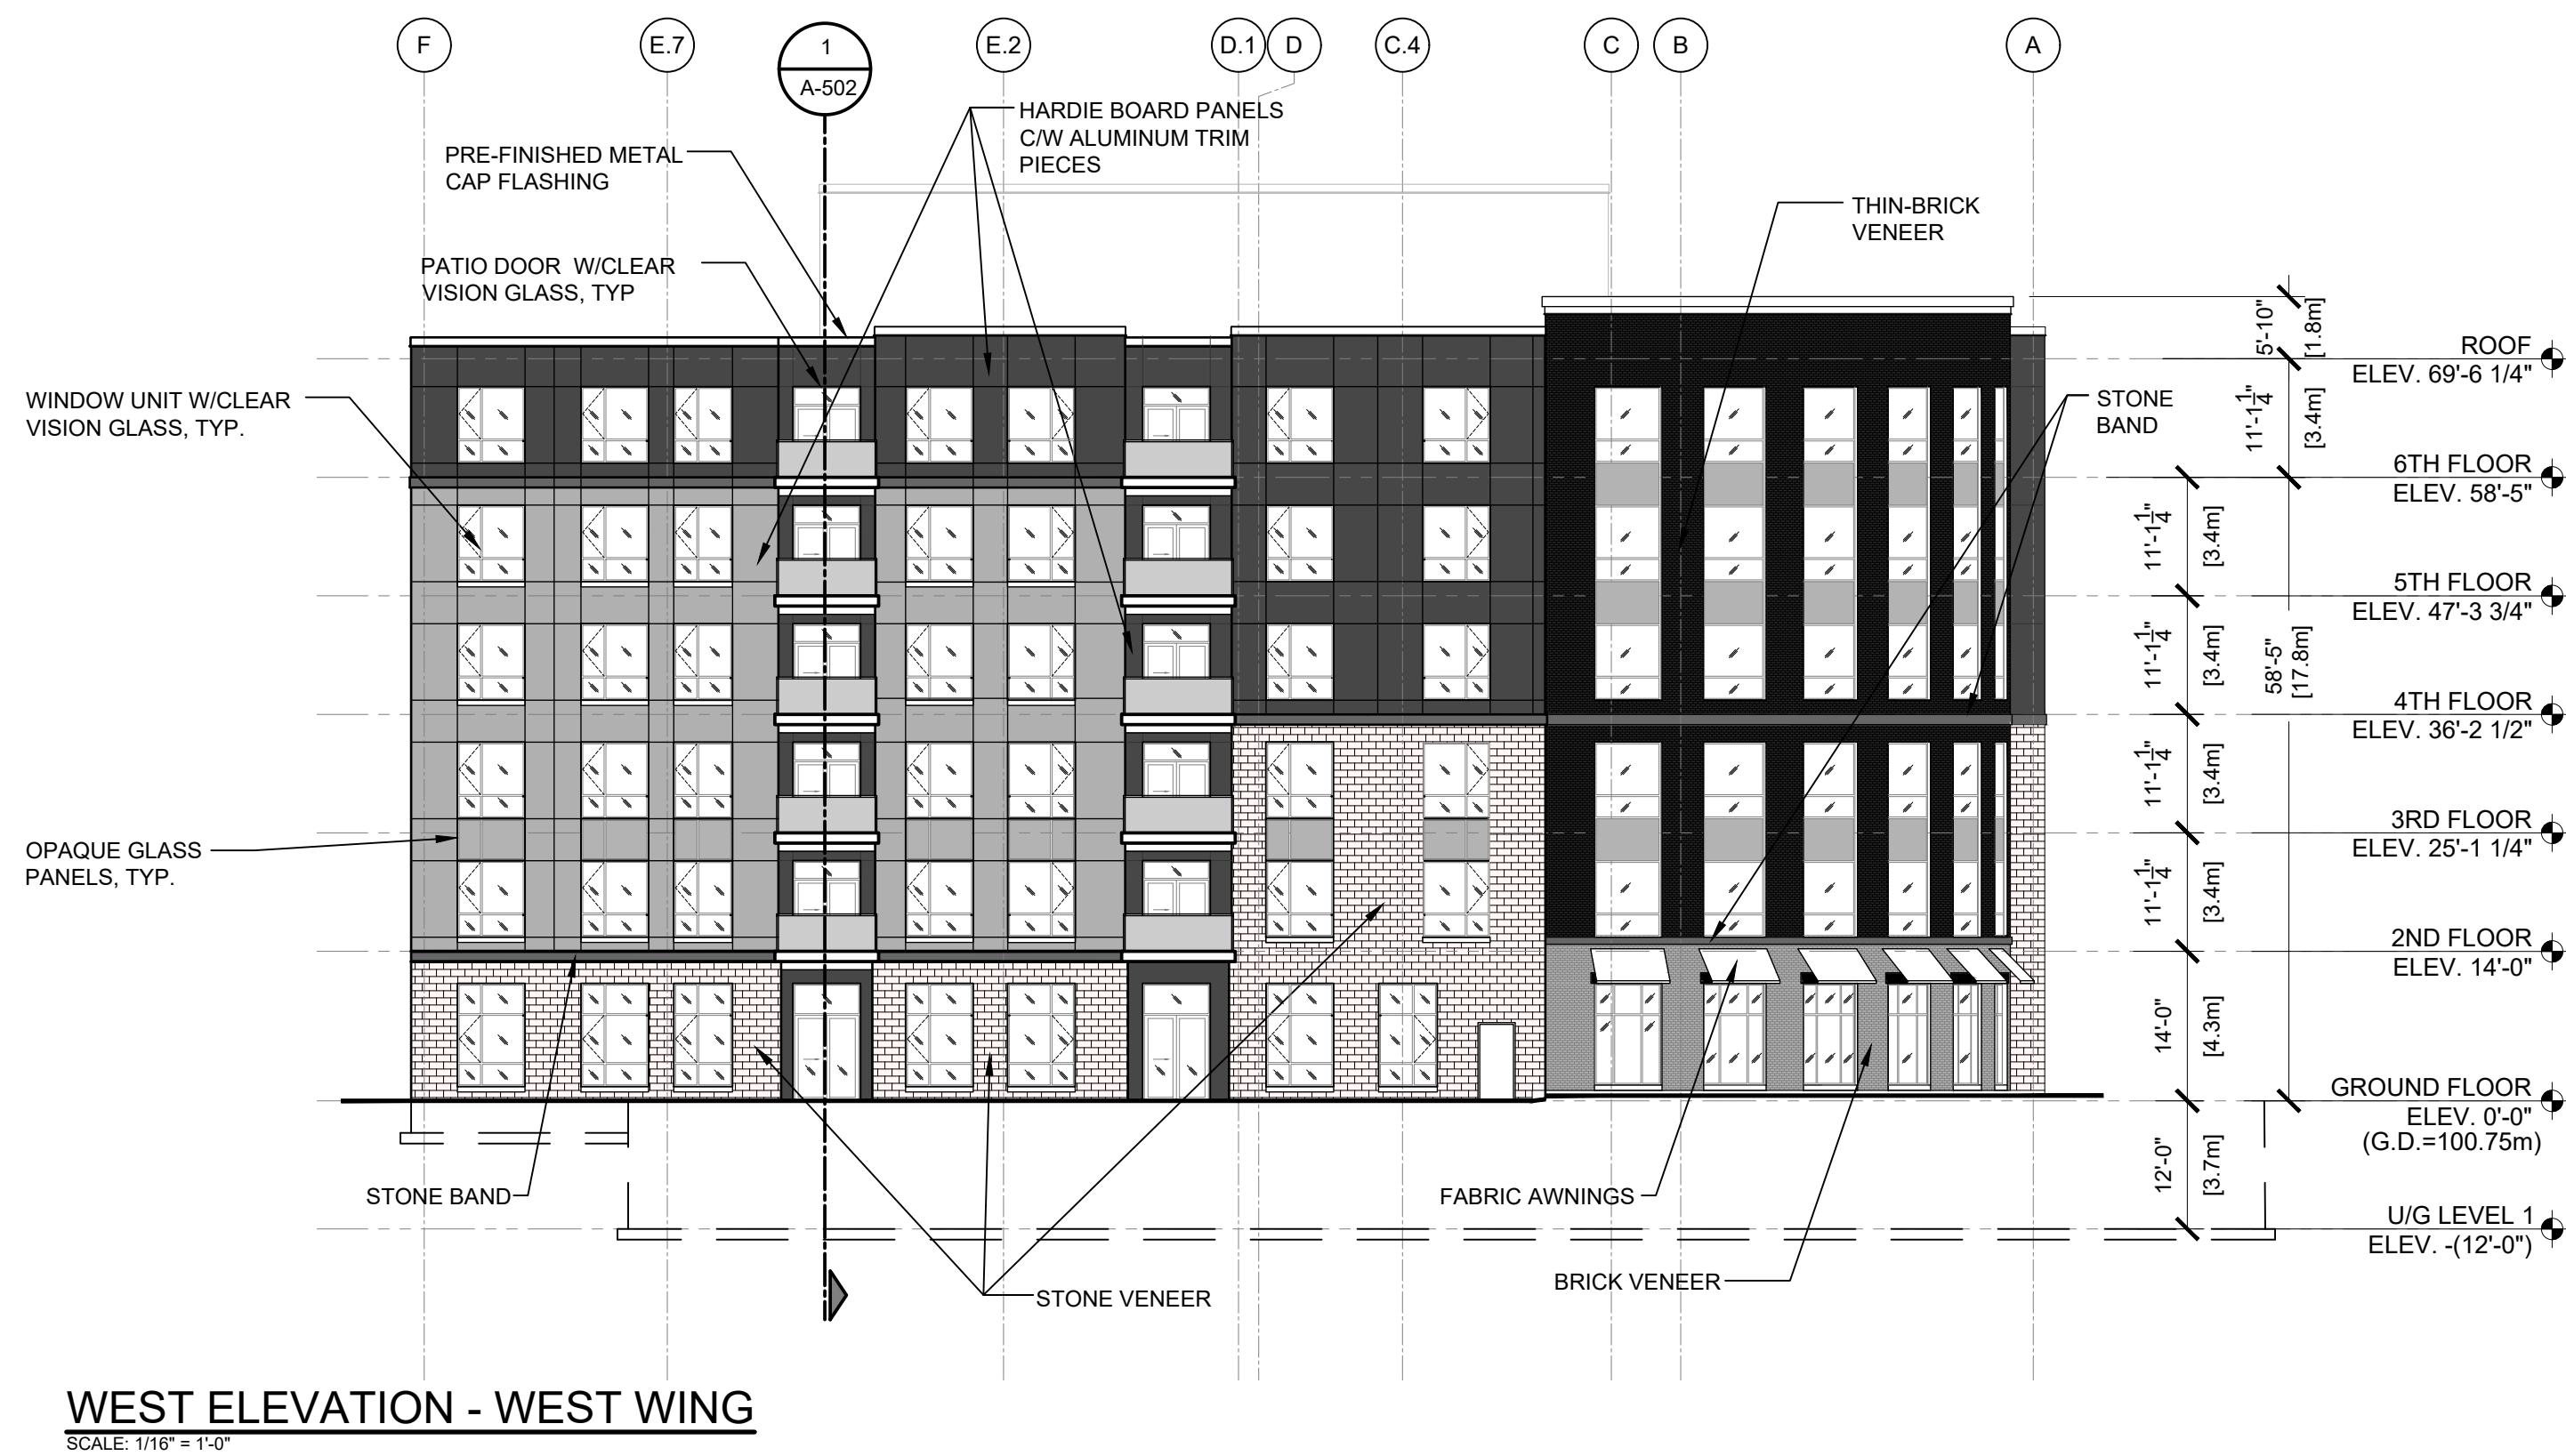 F
E.7
1
A-502
E.2
D.1
D
C.4
C
B
A
HARDIE BOARD PANELS
C/W ALUMINUM TRIM
PIECES
PRE-FINISHED METAL
CAP FLASHING
THIN-BRICK
VENEER
PATIO DOOR W/CLEAR
VISION GLASS, TYP
WINDOW UNIT W/CLEAR
VISION GLASS, TYP.
STONE
BAND
OPAQUE GLASS
PANELS, TYP.
STONE BAND
FABRIC AWNINGS
STONE VENEER
BRICK VENEER
5'-10"
[1.8m]
ROOF
ELEV. 69'-6 1/4"
11'-1 1/4"
[3.4m]
6TH FLOOR
ELEV. 58'-5"
11'-1 1/4"
[3.4m]
5TH FLOOR
ELEV. 47'-3 3/4"
11'-1 1/4"
[3.4m]
58'-5"
[17.8m]
4TH FLOOR
ELEV. 36'-2 1/2"
11'-1 1/4"
[3.4m]
3RD FLOOR
ELEV. 25'-1 1/4"
11'-1 1/4"
[3.4m]
2ND FLOOR
ELEV. 14'-0"
14'-0"
[4.3m]
GROUND FLOOR
ELEV. 0'-0"
(G.D.=100.75m)
12'-0"
[3.7m]
U/G LEVEL 1
ELEV. -(12'-0")
WEST ELEVATION - WEST WING
SCALE: 1/16" = 1'-0"